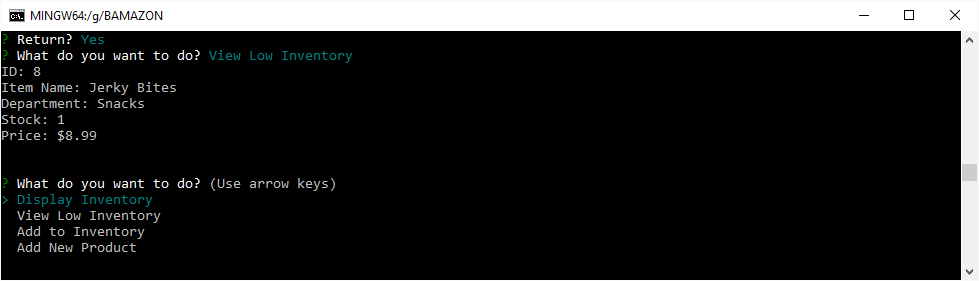 MINGW64:/g/BAMAZON
? Return? Yes
? What do you want to do? View Low Inventory
ID: 8
Item Name: Jerky Bites
Department: Snacks
Stock: 1
Price: $8.99
? What do you want to do? (Use arrow keys)
> Display Inventory
View Low Inventory
Add to Inventory
Add New Product